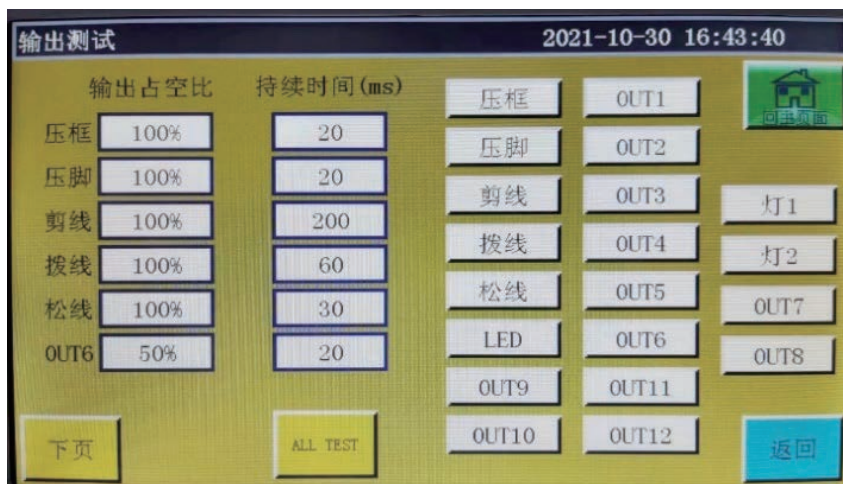 输出测试 2021-10-30 16:43:40
输出占空比 持续时间(ms)
压框 100% 20 压框 OUT1 回主页面
压脚 100% 20 压脚 OUT2
剪线 100% 200 剪线 OUT3 灯1
拨线 100% 60 拨线 OUT4 灯2
松线 100% 30 松线 OUT5 OUT7
OUT6 50% 20 LED OUT6 OUT8
OUT9 OUT11
下页 ALL TEST OUT10 OUT12 返回